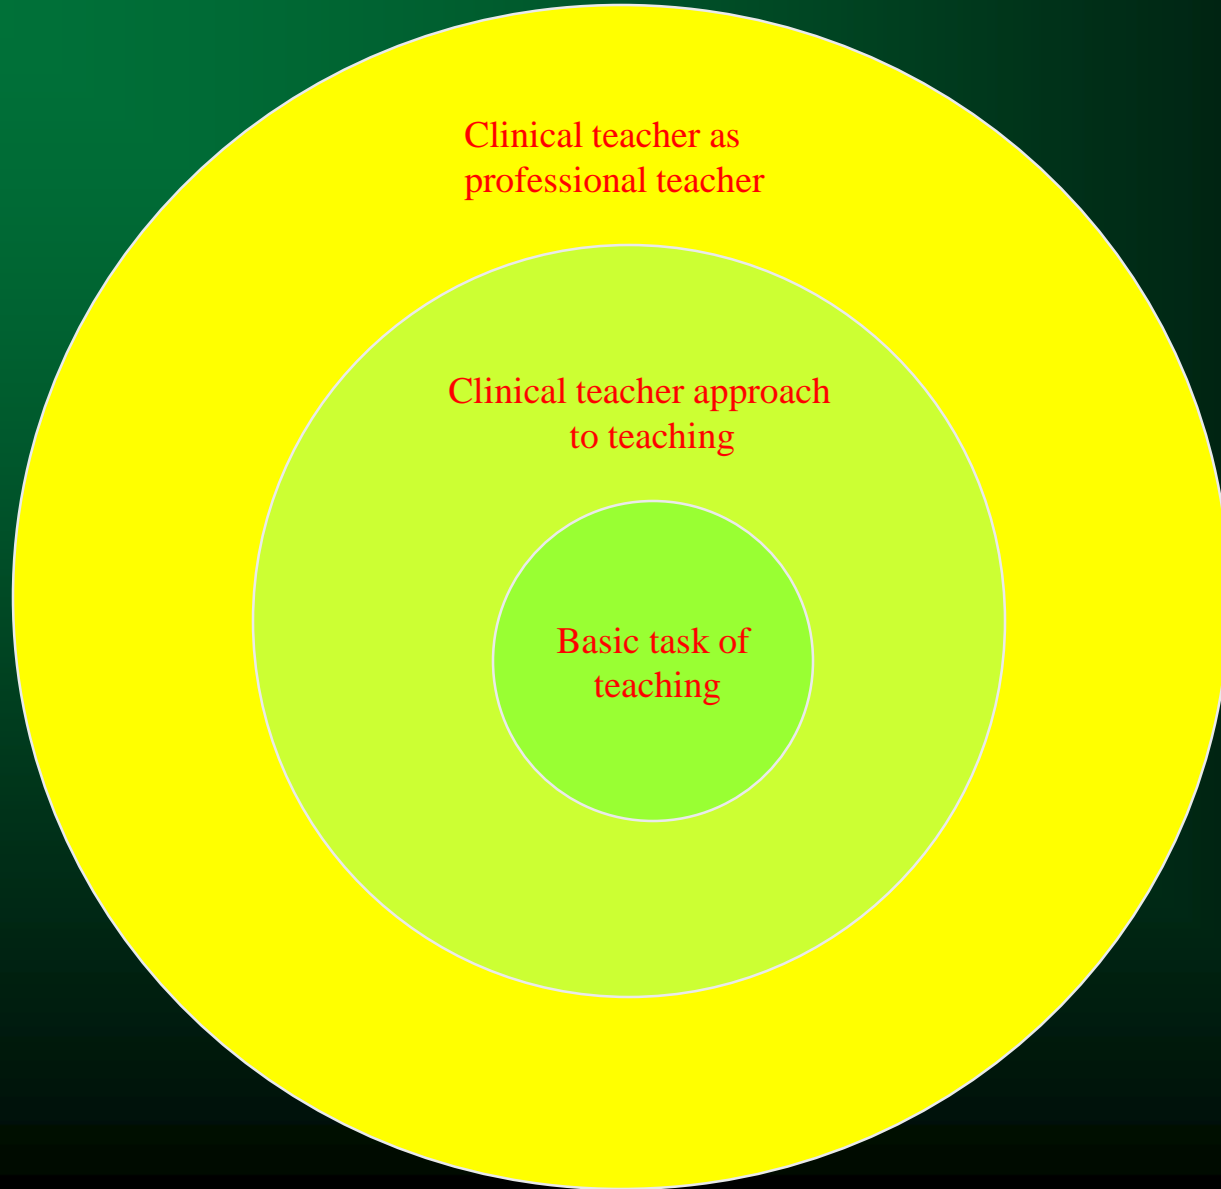 Clinical teacher as
professional teacher
Clinical teacher approach
to teaching
Basic task of
teaching